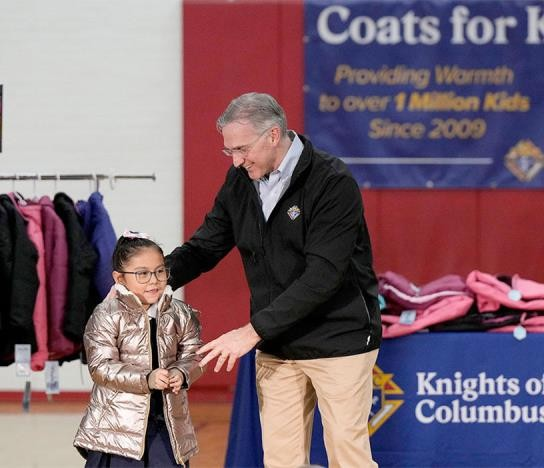 Coats for K
Providing Warmth
to over 1 Million Kids
Since 2009
Knights of
Columbus